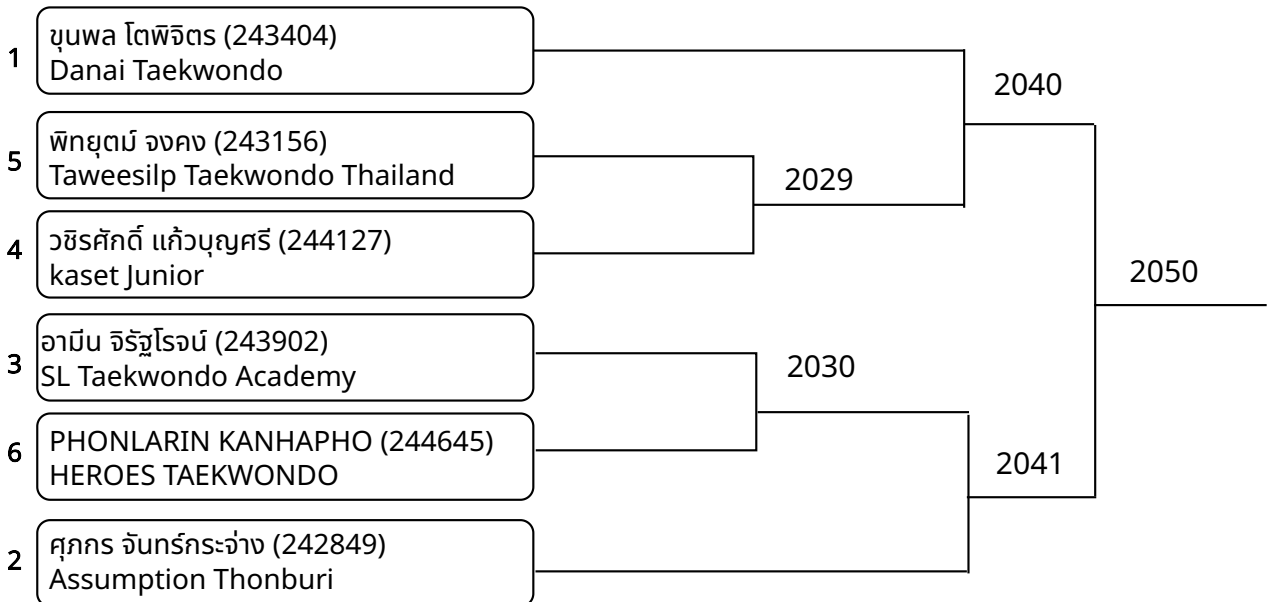 1
ขุนพล โตพิจิตร (243404)
Danai Taekwondo
2040
5
พิทยุตม์ จงคง (243156)
Taweesilp Taekwondo Thailand
2029
4
วชิรศักดิ์ แก้วบุญศรี (244127)
kaset Junior
2050
3
อามีน จิรัฐโรจน์ (243902)
SL Taekwondo Academy
2030
6
PHONLARIN KANHAPHO (244645)
HEROES TAEKWONDO
2041
2
ศุภกร จันทร์กระจ่าง (242849)
Assumption Thonburi